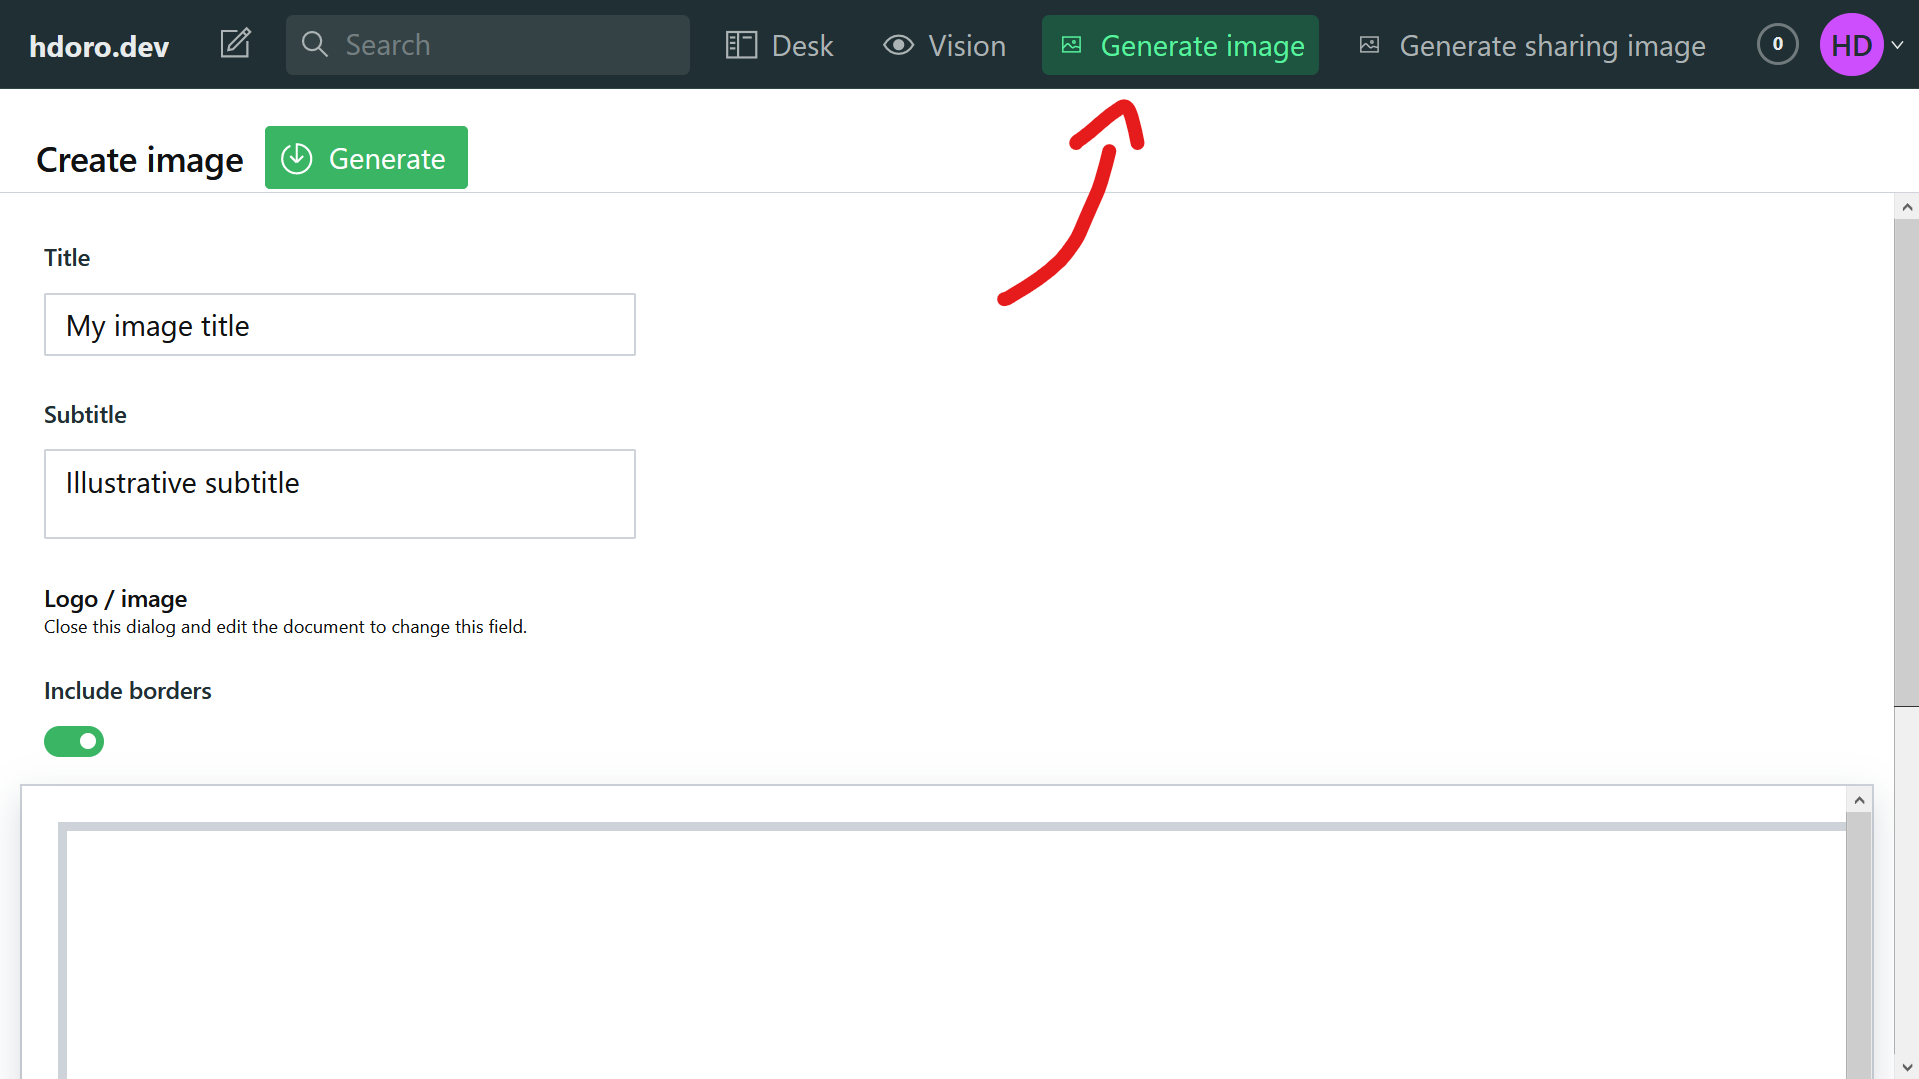 hdoro.dev Search Desk Vision Generate image Generate sharing image 0 HD
Create image Generate
Title
My image title
Subtitle
Illustrative subtitle
Logo / image
Close this dialog and edit the document to change this field.
Include borders